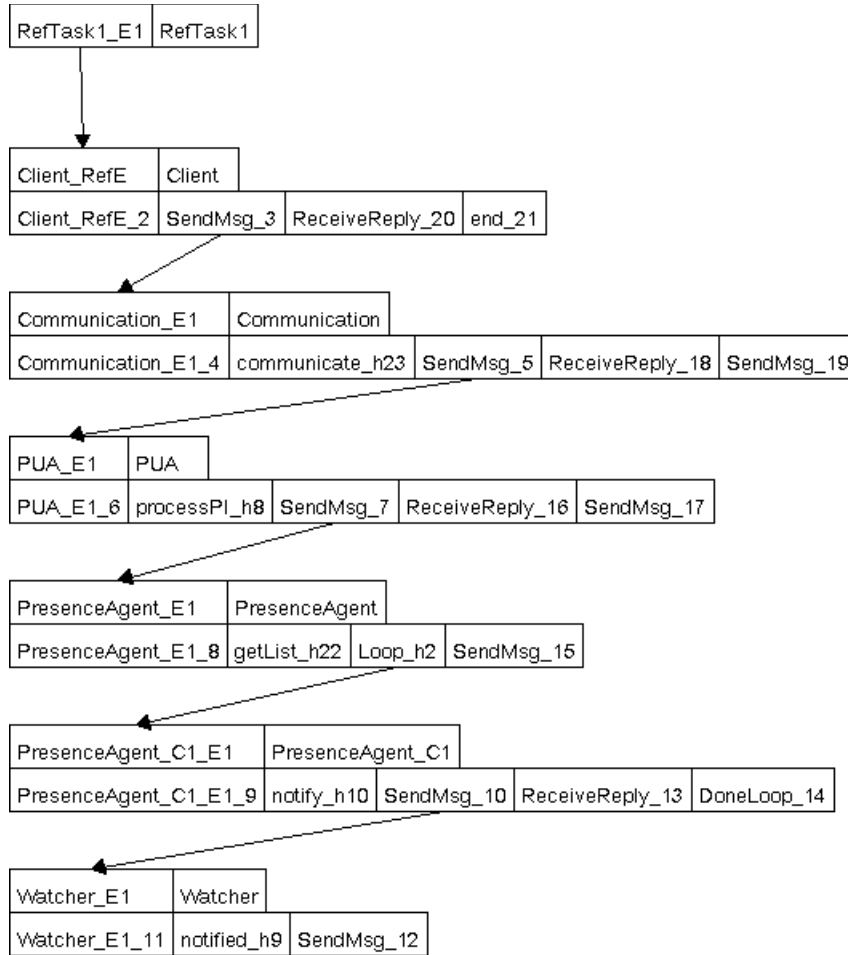 RefTask1_E1 RefTask1
Client_RefE Client
Client_RefE_2 SendMsg_3 ReceiveReply_20 end_21
Communication_E1 Communication
Communication_E1_4 communicate_h23 SendMsg_5 ReceiveReply_18 SendMsg_19
PUA_E1 PUA
PUA_E1_6 processPI_h8 SendMsg_7 ReceiveReply_16 SendMsg_17
PresenceAgent_E1 PresenceAgent
PresenceAgent_E1_8 getList_h22 Loop_h2 SendMsg_15
PresenceAgent_C1_E1 PresenceAgent_C1
PresenceAgent_C1_E1_9 notify_h10 SendMsg_10 ReceiveReply_13 DoneLoop_14
Watcher_E1 Watcher
Watcher_E1_11 notified_h9 SendMsg_12